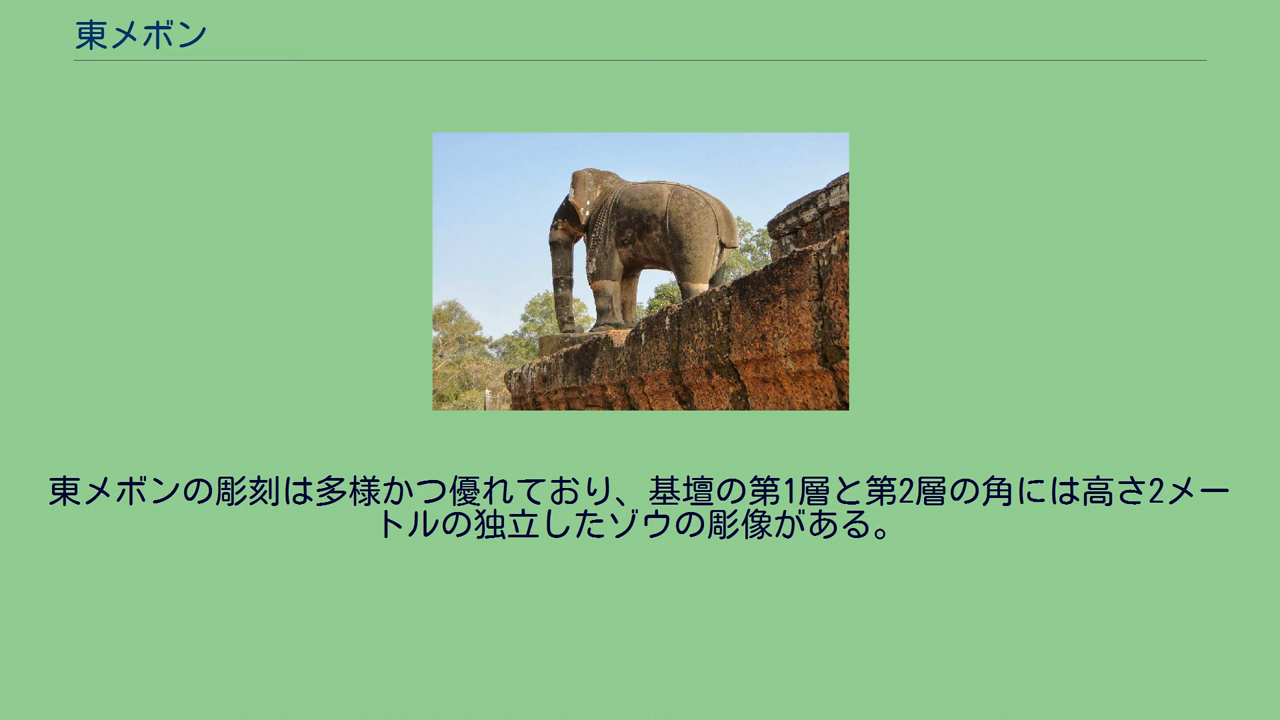 東メボン
東メボンの彫刻は多様かつ優れており、基壇の第1層と第2層の角には高さ2メー
トルの独立したゾウの彫像がある。